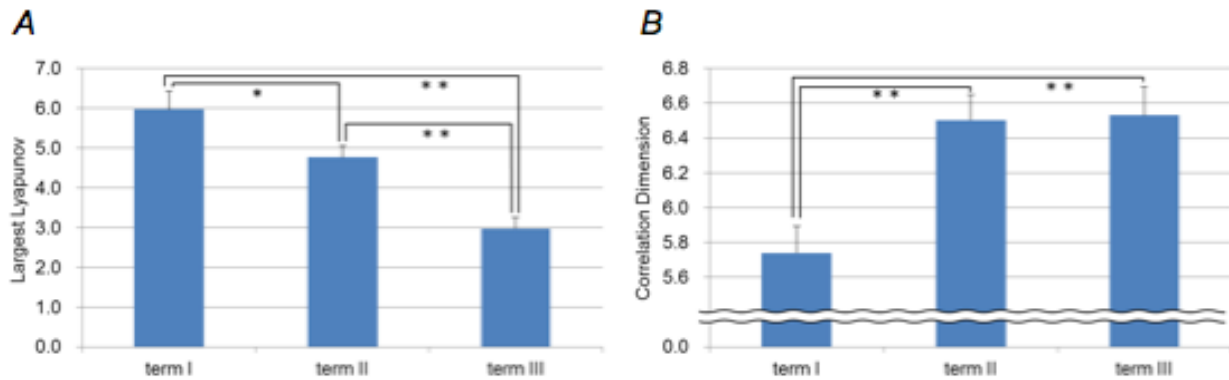 A
Largest Lyapunov
7.0
6.0
5.0
4.0
3.0
2.0
1.0
0.0
*
* *
* *
term I
term II
term III
B
Correlation Dimension
6.8
6.6
6.4
6.2
6.0
5.8
5.6
0.0
* *
* *
term I
term II
term III